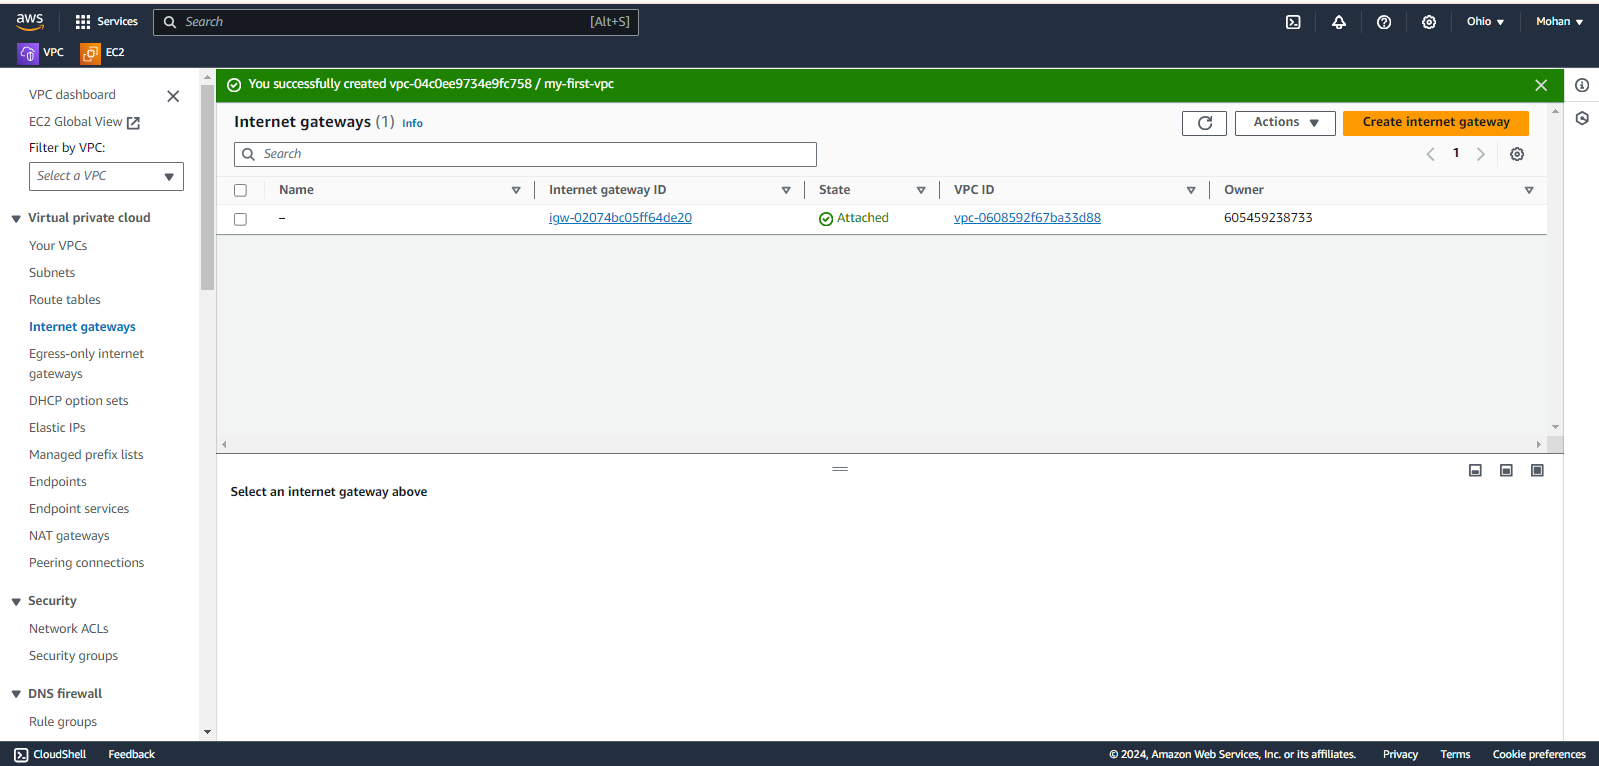 aws
Services
Search [Alt+S]
Ohio
Mohan
VPC
EC2
You successfully created vpc-04c0ee9734e9fc758 / my-first-vpc
VPC dashboard
EC2 Global View
Filter by VPC:
Select a VPC
Virtual private cloud
Your VPCs
Subnets
Route tables
Internet gateways
Egress-only internet
gateways
DHCP option sets
Elastic IPs
Managed prefix lists
Endpoints
Endpoint services
NAT gateways
Peering connections
Security
Network ACLs
Security groups
DNS firewall
Rule groups
Internet gateways (1) Info
Actions
Create internet gateway
Search
1
Name Internet gateway ID State VPC ID Owner
– igw-02074bc05ff64de20 Attached vpc-0608592f67ba33d88 605459238733
Select an internet gateway above
CloudShell Feedback © 2024, Amazon Web Services, Inc. or its affiliates. Privacy Terms Cookie preferences